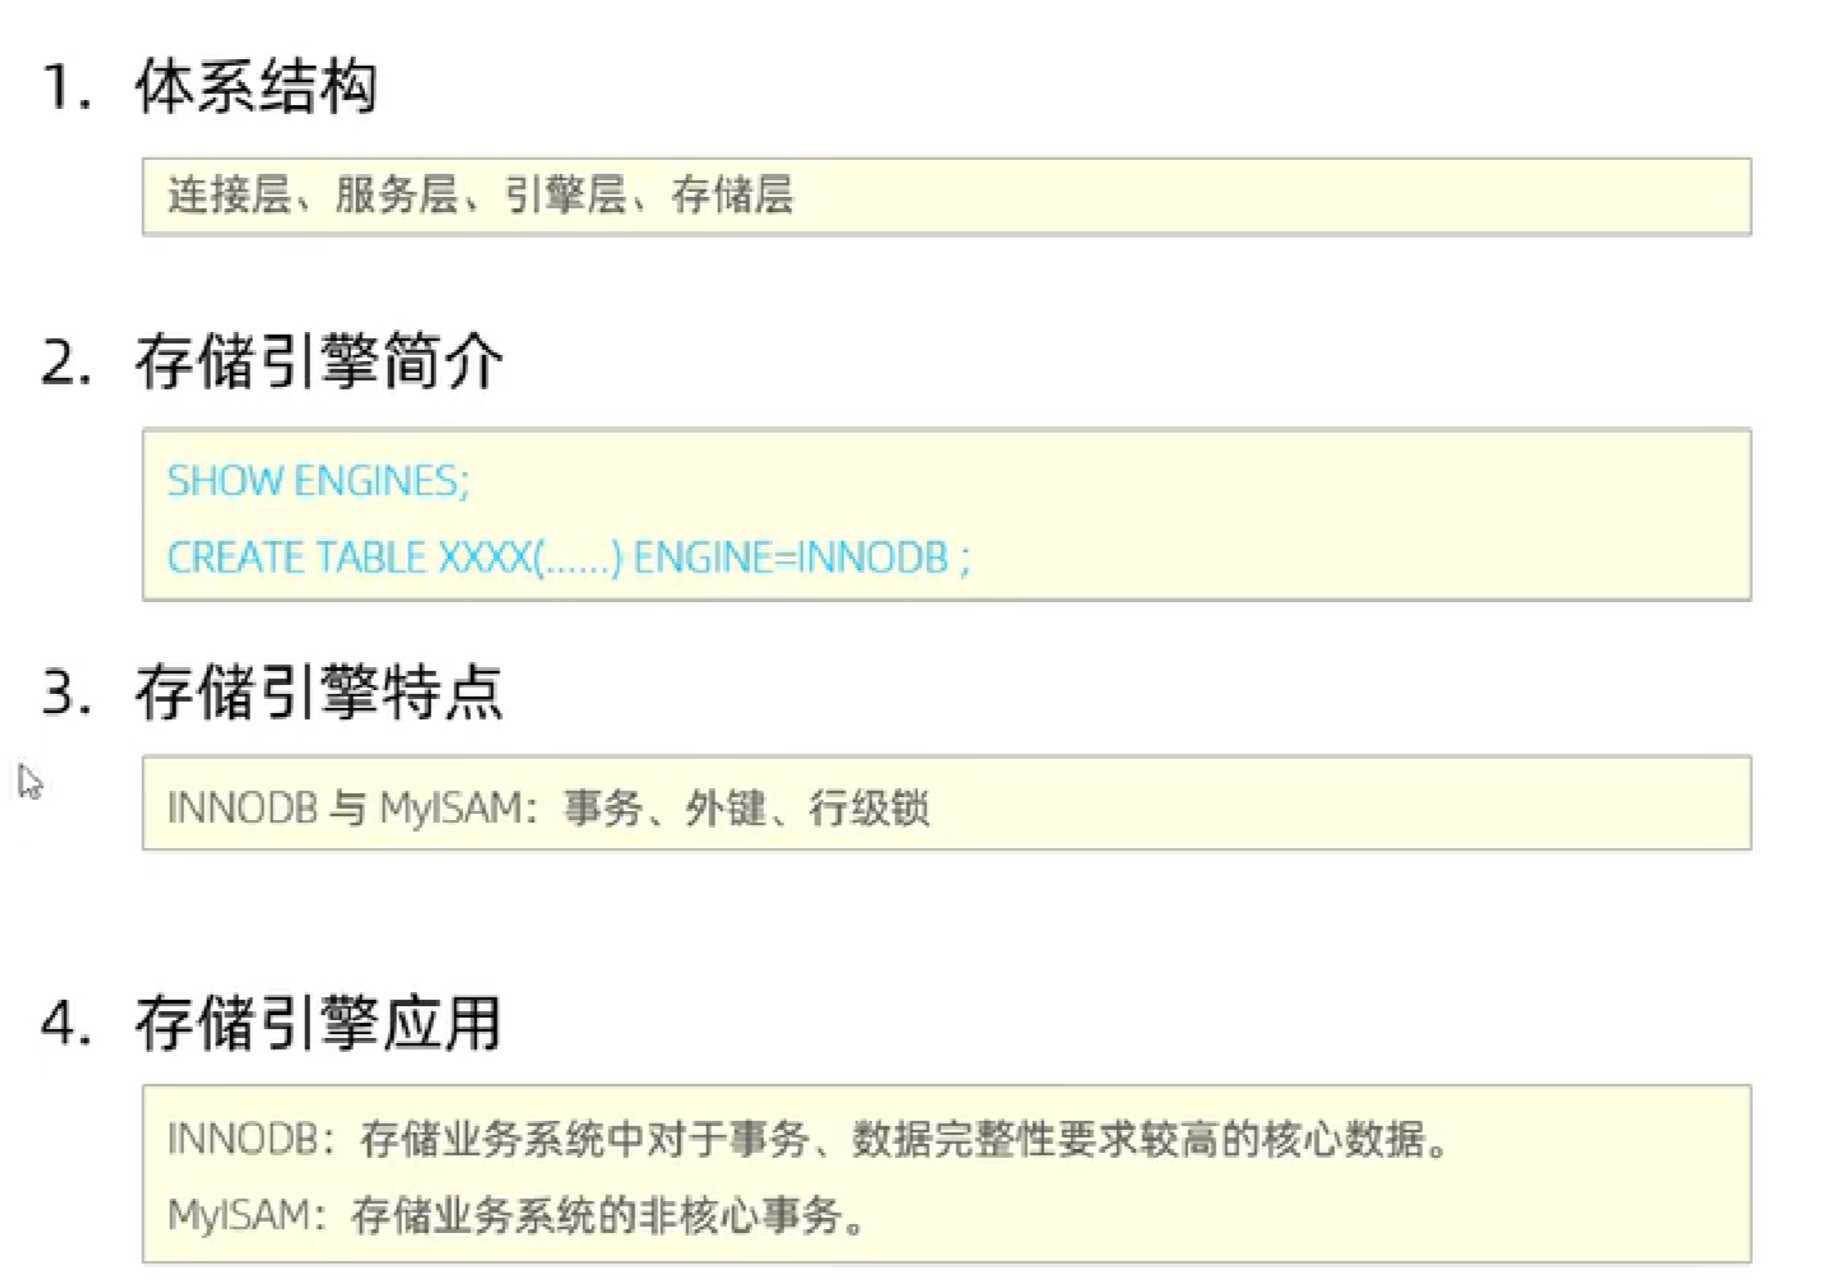 1. 体系结构
连接层、服务层、引擎层、存储层
2. 存储引擎简介
SHOW ENGINES;
CREATE TABLE XXXX(......) ENGINE=INNODB ;
3. 存储引擎特点
INNODB 与 MyISAM：事务、外键、行级锁
4. 存储引擎应用
INNODB：存储业务系统中对于事务、数据完整性要求较高的核心数据。
MyISAM：存储业务系统的非核心事务。